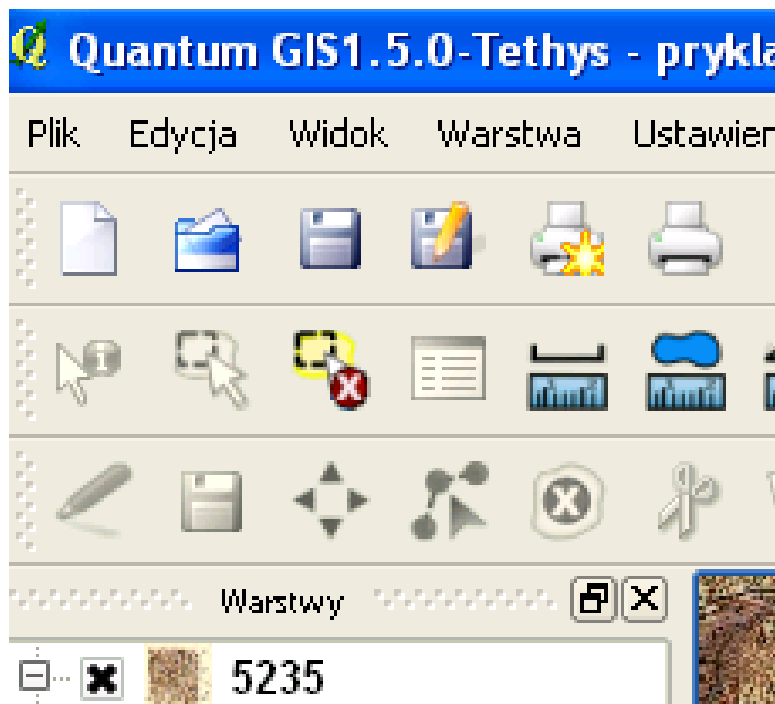 Quantum GIS1.5.0-Tethys - prykla
Plik Edycja Widok Warstwa Ustawien
Warstwy
5235